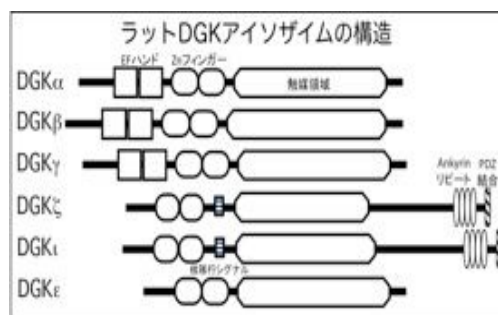 ラットDGKアイソザイムの構造
EFハンド Znフィンガー
DGKα 触媒領域
DGKβ
DGKγ
Ankyrin PDZ
リピート 結合
DGKζ
DGKι
核移行シグナル
DGKε